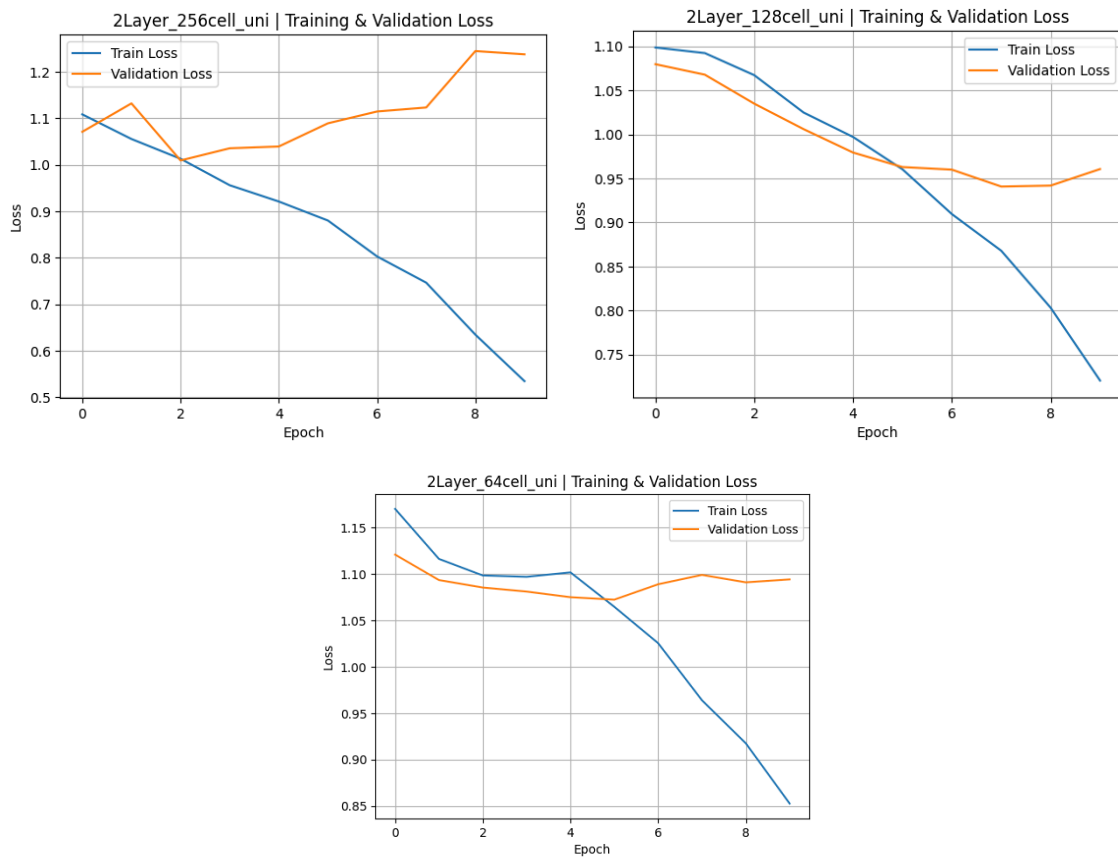 2Layer_256cell_uni | Training & Validation Loss
Train Loss
Validation Loss
1.2
1.1
1.0
0.9
0.8
0.7
0.6
0.5
Loss
0 2 4 6 8
Epoch
2Layer_128cell_uni | Training & Validation Loss
Train Loss
Validation Loss
1.10
1.05
1.00
0.95
0.90
0.85
0.80
0.75
Loss
0 2 4 6 8
Epoch
2Layer_64cell_uni | Training & Validation Loss
Train Loss
Validation Loss
1.15
1.10
1.05
1.00
0.95
0.90
0.85
Loss
0 2 4 6 8
Epoch